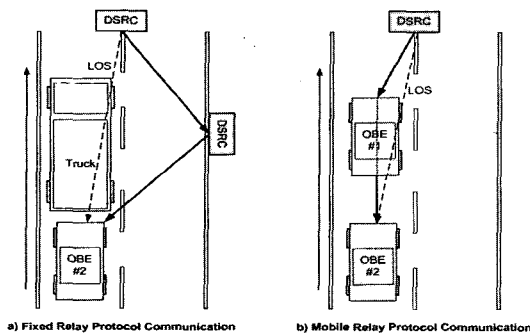 DSRC
LOS
Truck
DSRC
OBE
#2
a) Fixed Relay Protocol Communication
DSRC
LOS
OBE
#1
OBE
#2
b) Mobile Relay Protocol Communication